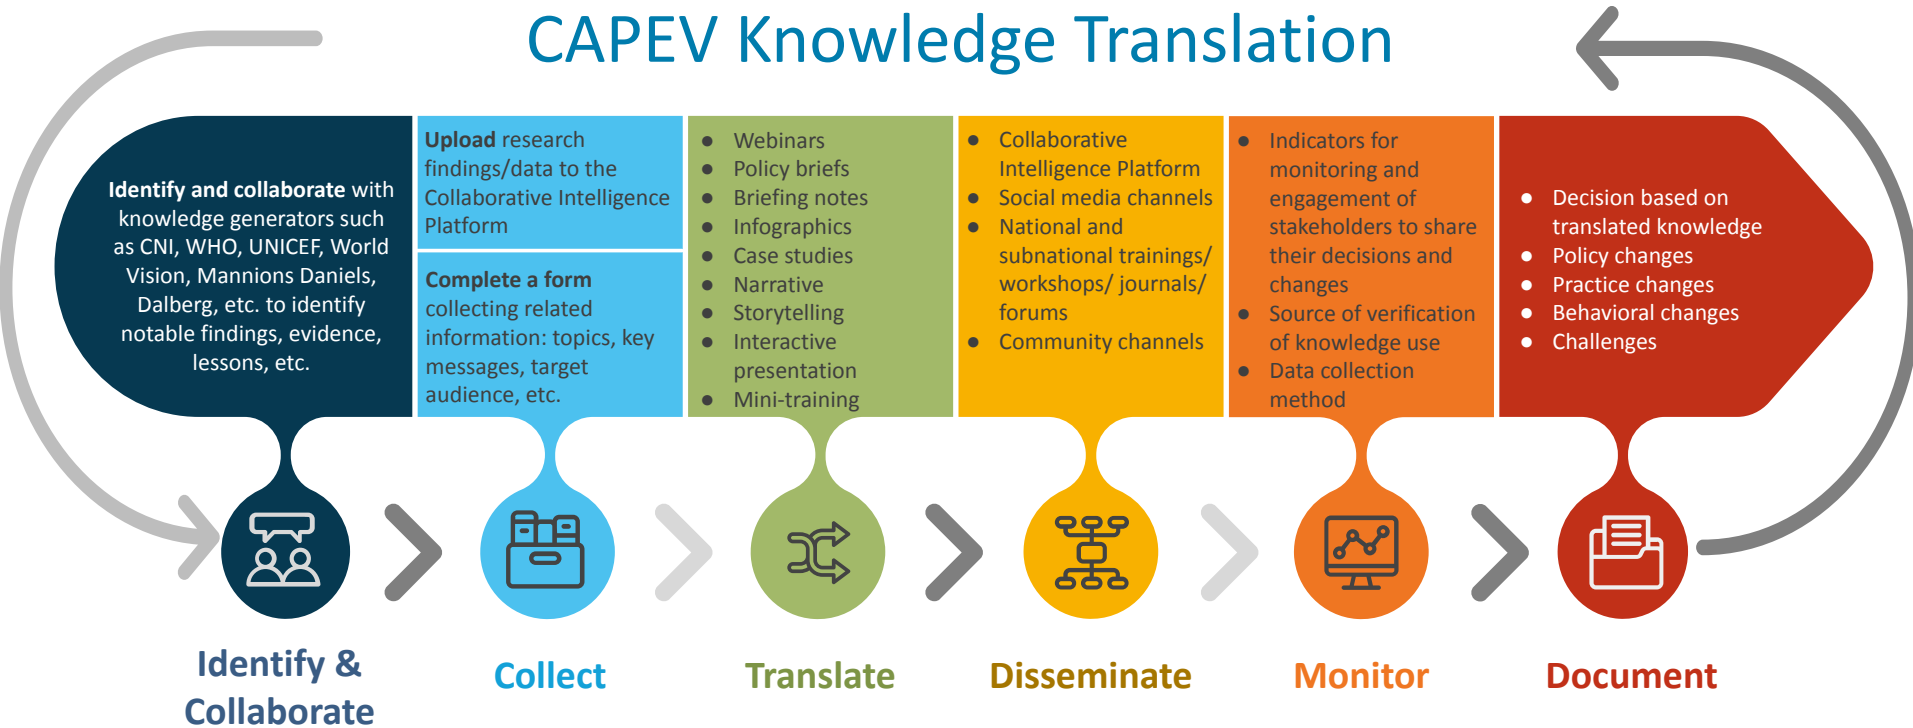 CAPEV Knowledge Translation
Identify and collaborate with
knowledge generators such
as CNI, WHO, UNICEF, World
Vision, Mannions Daniels,
Dalberg, etc. to identify
notable findings, evidence,
lessons, etc.
Upload research
findings/data to the
Collaborative Intelligence
Platform
Complete a form
collecting related
information: topics, key
messages, target
audience, etc.
● Webinars
● Policy briefs
● Briefing notes
● Infographics
● Case studies
● Narrative
● Storytelling
● Interactive
presentation
● Mini-training
● Collaborative
Intelligence Platform
● Social media channels
● National and
subnational trainings/
workshops/ journals/
forums
● Community channels
● Indicators for
monitoring and
engagement of
stakeholders to share
their decisions and
changes
● Source of verification
of knowledge use
● Data collection
method
● Decision based on
translated knowledge
● Policy changes
● Practice changes
● Behavioral changes
● Challenges
Identify &
Collaborate
Collect
Translate
Disseminate
Monitor
Document